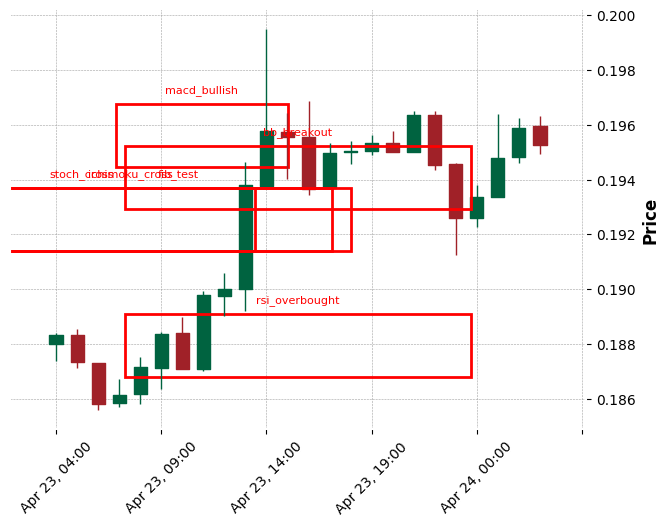 0.200
0.198
macd_bullish
0.196
bb_breakout
0.194
stoch_cross
ichimoku_cross
fib_test
0.192
Price
0.190
rsi_overbought
0.188
0.186
Apr 23, 04:00
Apr 23, 09:00
Apr 23, 14:00
Apr 23, 19:00
Apr 24, 00:00